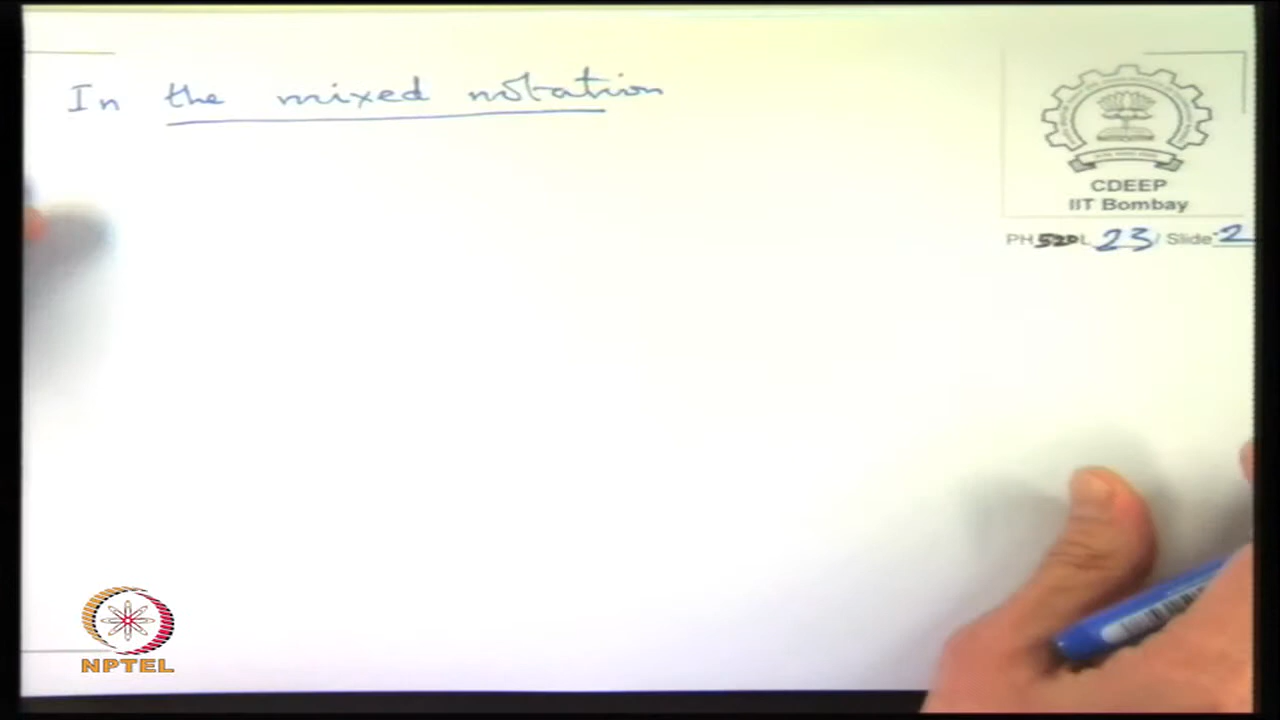 In the mixed notation
CDEEP
IIT Bombay
PH 520 L 23 / Slide 2
NPTEL